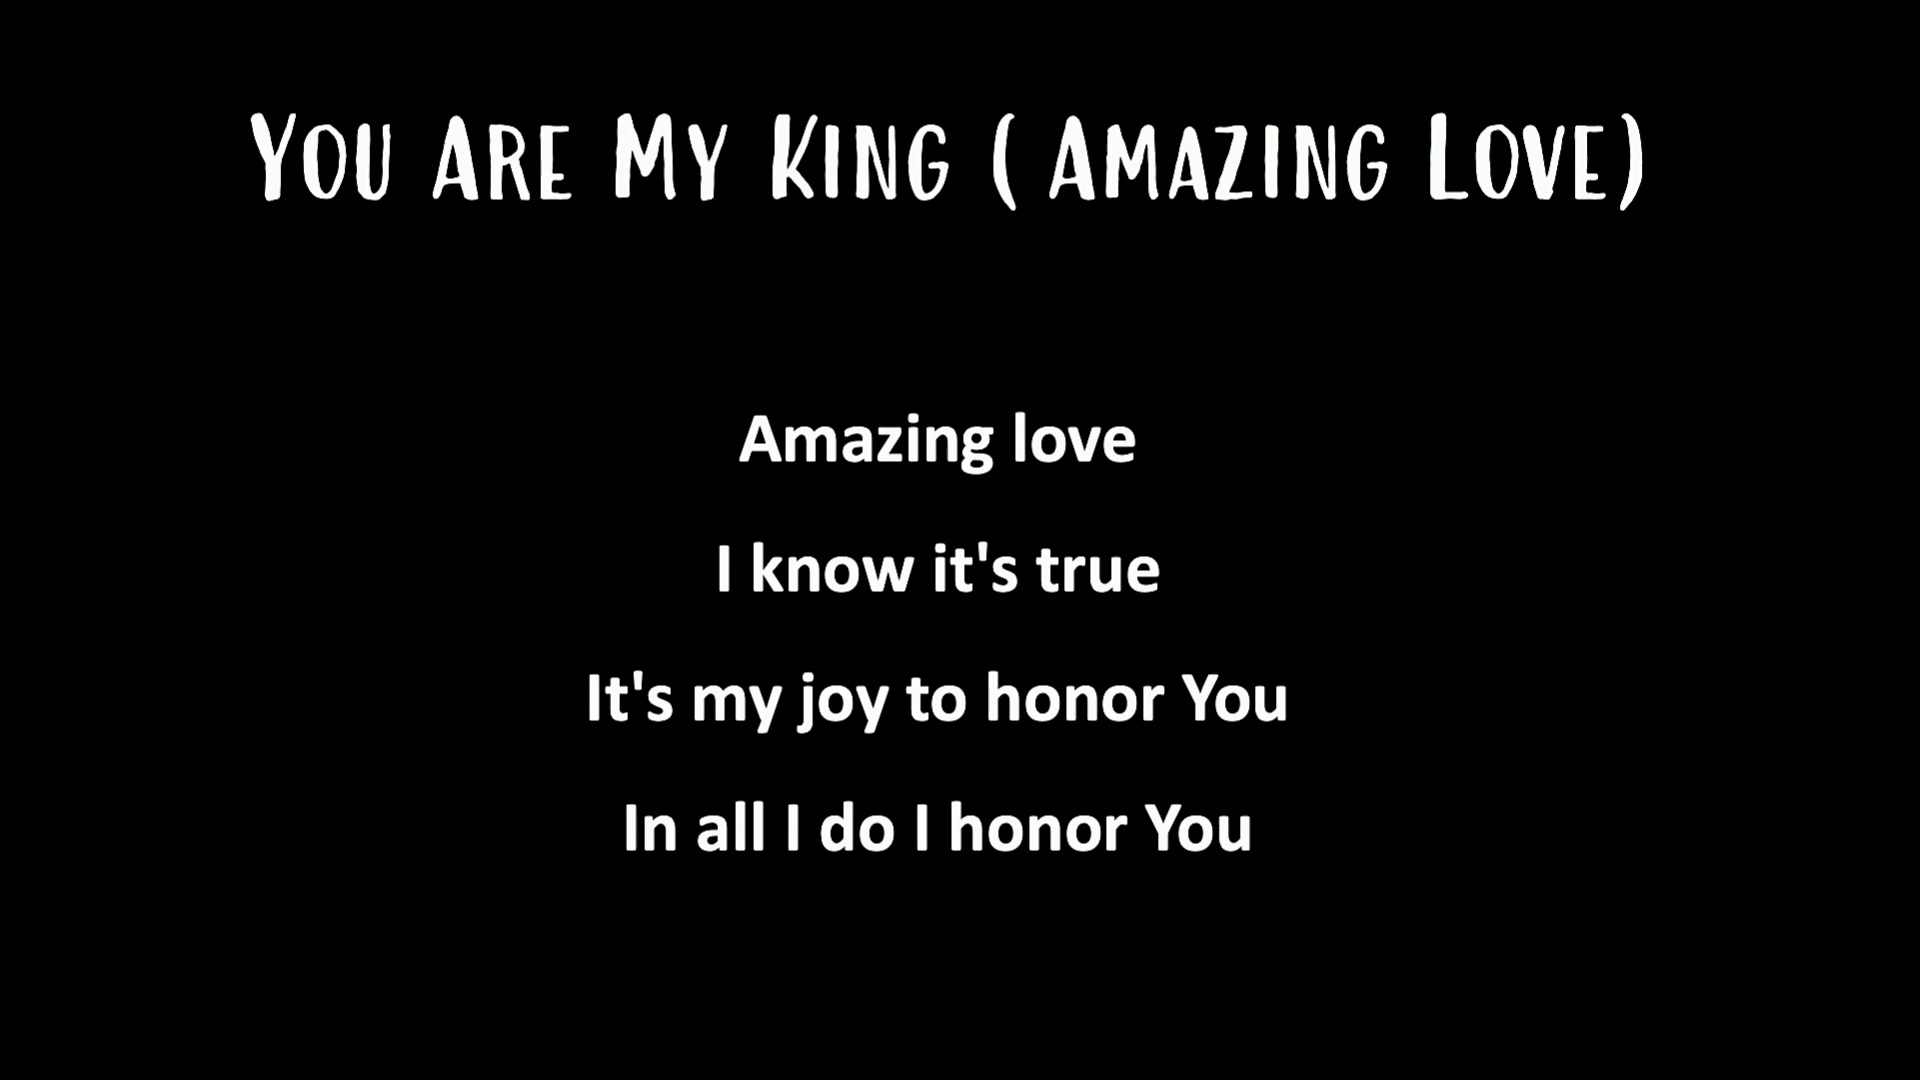 You Are My King ( Amazing Love)
Amazing love
I know it's true
It's my joy to honor You
In all I do I honor You